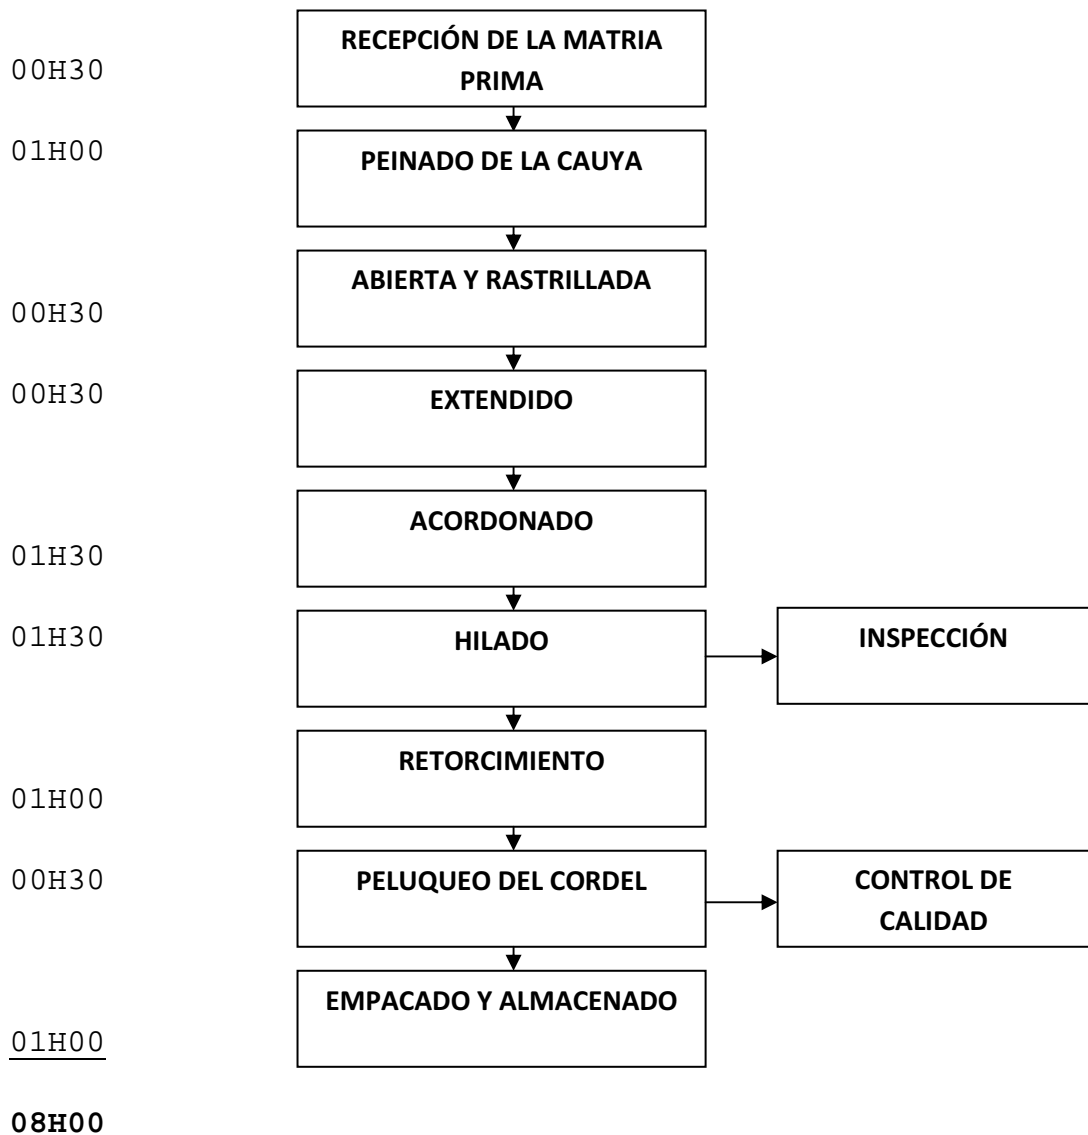 RECEPCIÓN DE LA MATRIA
00H30
PRIMA
01H00
PEINADO DE LA CAUYA
ABIERTA Y RASTRILLADA
00H30
00H30
EXTENDIDO
ACORDONADO
01H30
01H30
HILADO
INSPECCIÓN
RETORCIMIENTO
01H00
00H30
PELUQUEO DEL CORDEL
CONTROL DE
CALIDAD
EMPACADO Y ALMACENADO
01H00
08H00